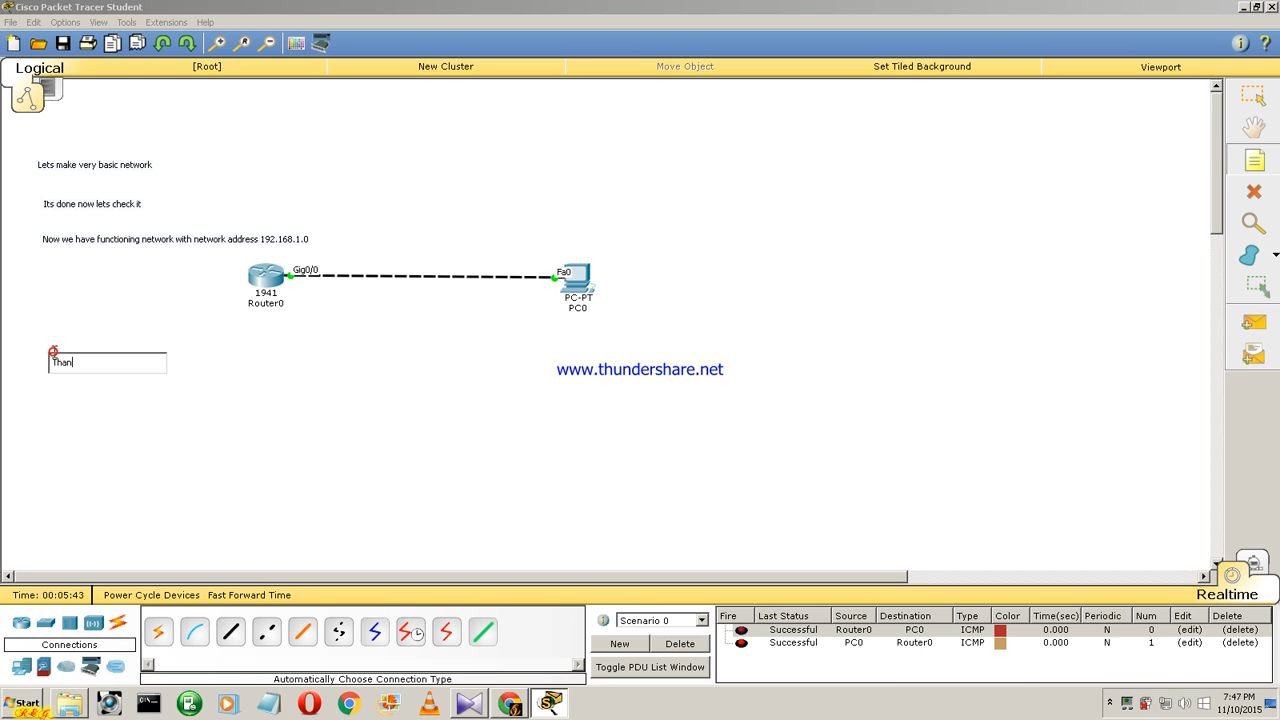 Cisco Packet Tracer Student
File Edit Options View Tools Extensions Help
Logical [Root] New Cluster Move Object Set Tiled Background Viewport
Lets make very basic network
Its done now lets check it
Now we have functioning network with network address 192.168.1.0
Gig0/0 Fa0
1941 PC-PT
Router0 PC0
Than
www.thundershare.net
Time: 00:05:43 Power Cycle Devices Fast Forward Time Realtime
Connections
Automatically Choose Connection Type
Scenario 0
New Delete
Toggle PDU List Window
Fire Last Status Source Destination Type Color Time(sec) Periodic Num Edit Delete
Successful Router0 PC0 ICMP 0.000 N 0 (edit) (delete)
Successful PC0 Router0 ICMP 0.000 N 1 (edit) (delete)
Start
7:47 PM
11/10/2015